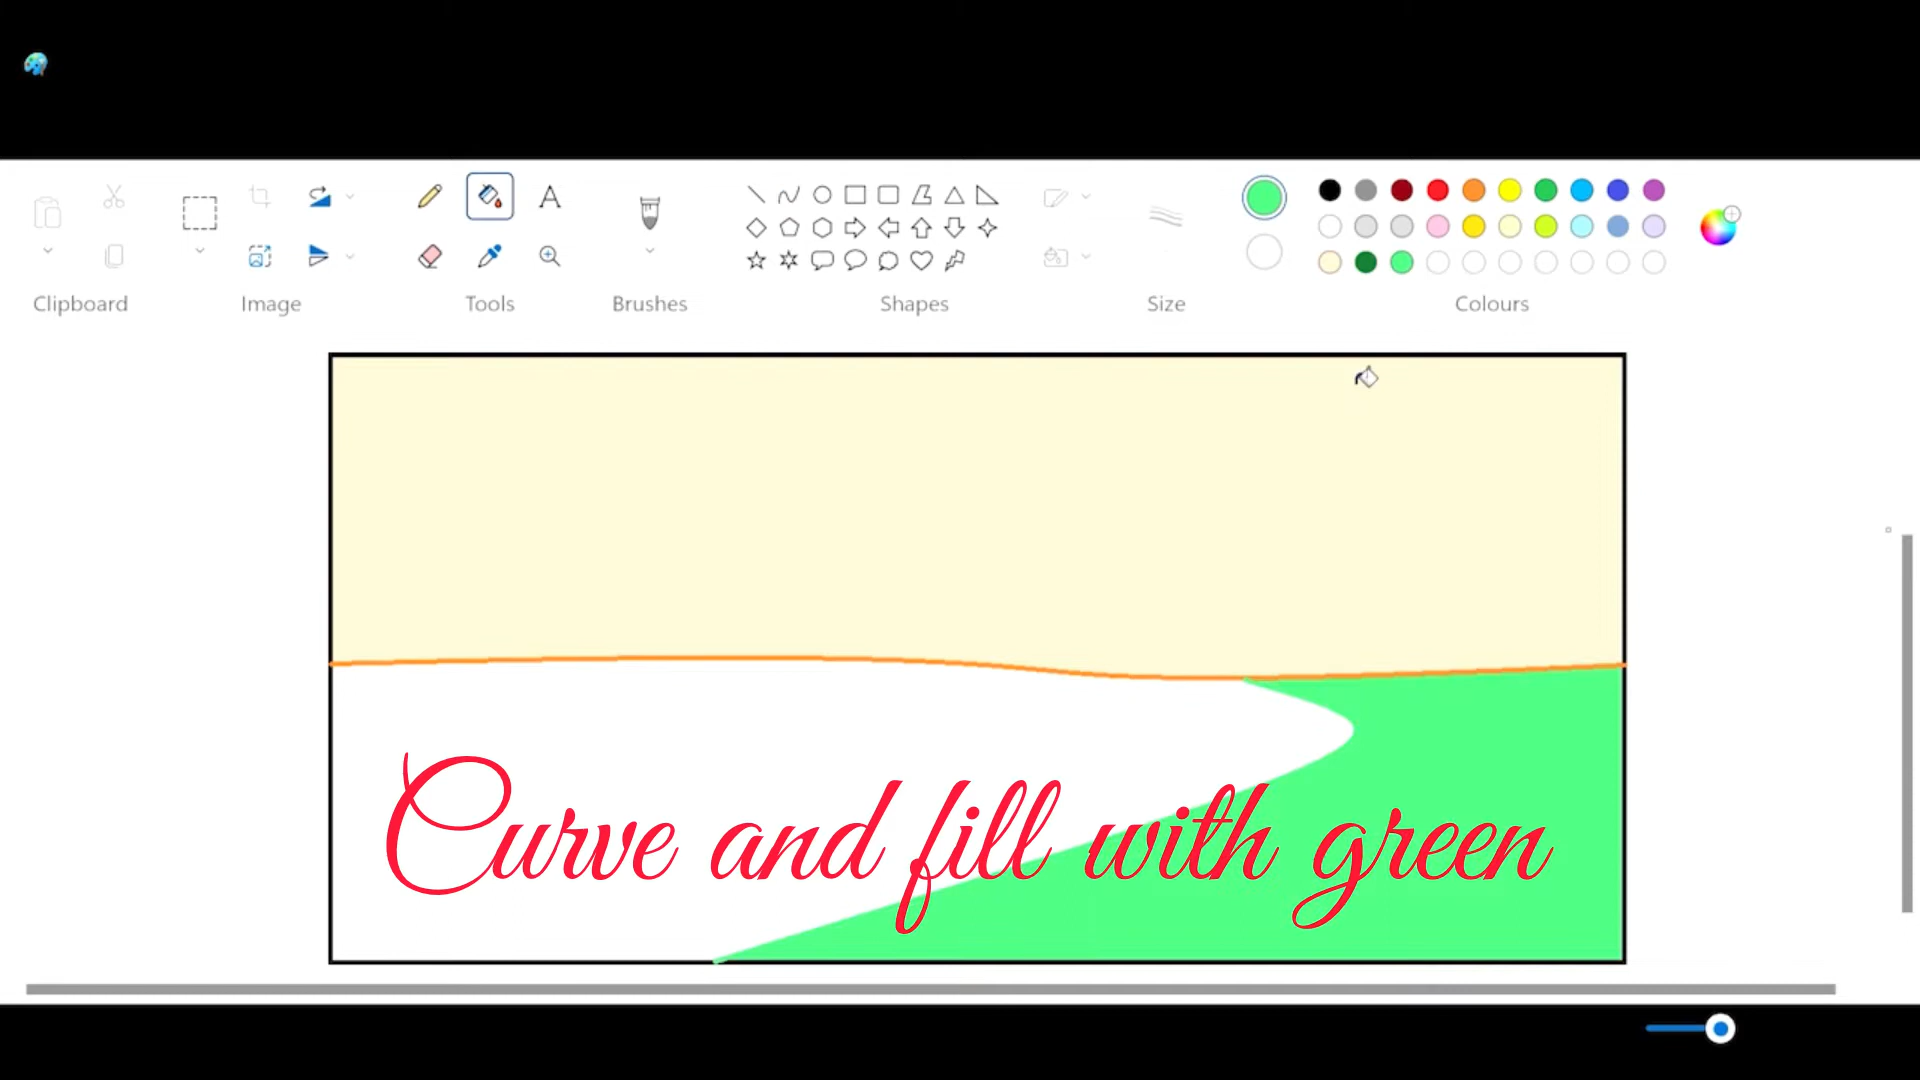 Clipboard
Image
Tools
Brushes
Shapes
Size
Colours
Curve and fill with green